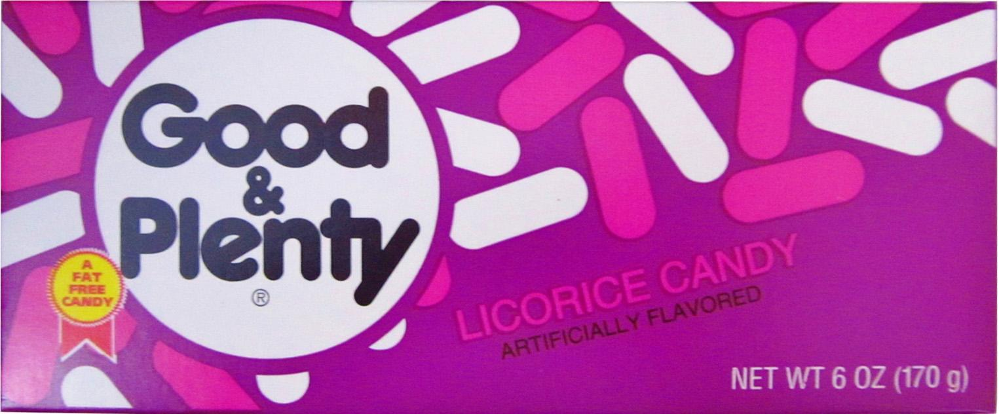 Good
&
Plenty
®
A
FAT
FREE
CANDY
LICORICE CANDY
ARTIFICIALLY FLAVORED
NET WT 6 OZ (170 g)